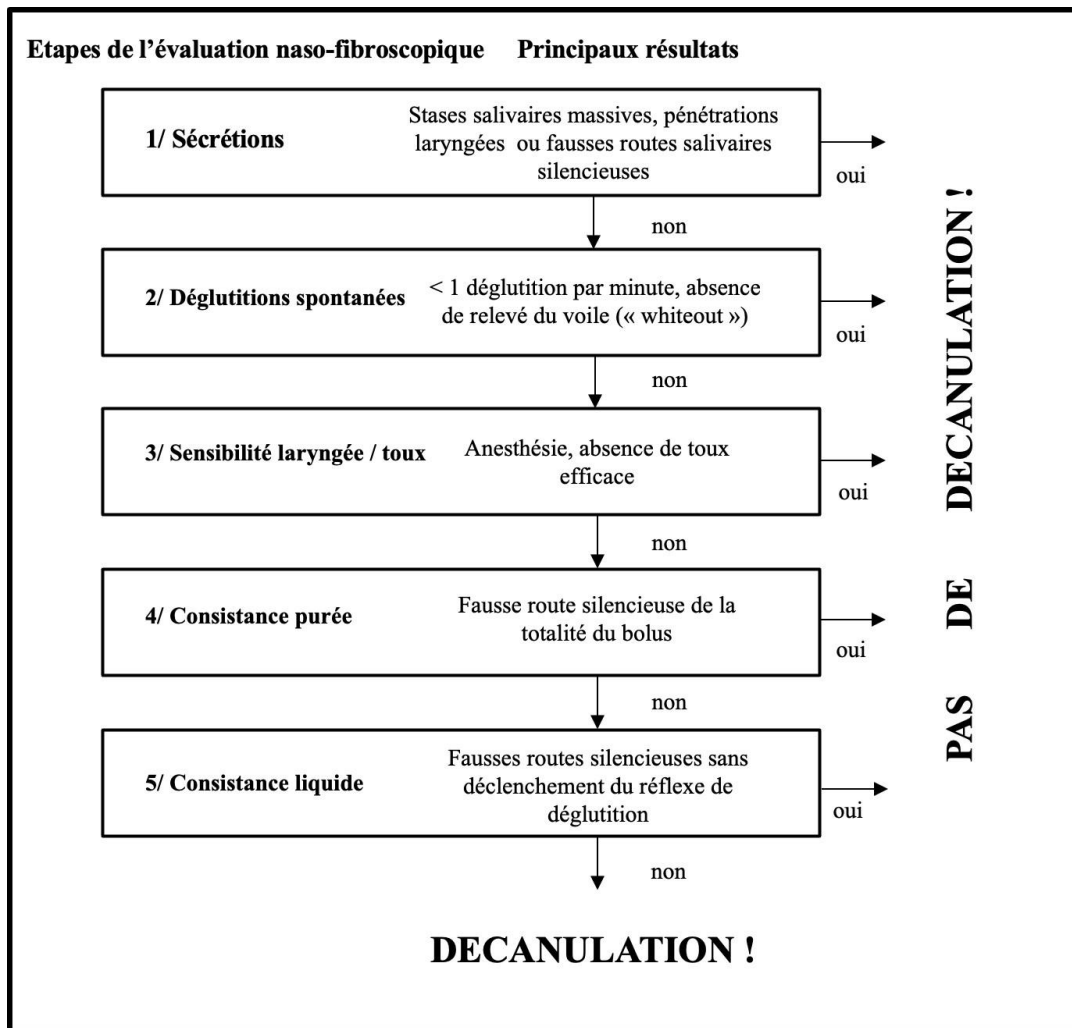 Etapes de l'évaluation naso-fibroscopique Principaux résultats
1/ Sécrétions
Stases salivaires massives, pénétrations
laryngées ou fausses routes salivaires
silencieuses
oui
non
2/ Déglutitions spontanées
< 1 déglutition par minute, absence
de relevé du voile (« whiteout »)
oui
non
3/ Sensibilité laryngée / toux
Anesthésie, absence de toux
efficace
oui
non
4/ Consistance purée
Fausse route silencieuse de la
totalité du bolus
oui
non
5/ Consistance liquide
Fausses routes silencieuses sans
déclenchement du réflexe de
déglutition
oui
non
PAS DE DECANULATION !
DECANULATION !